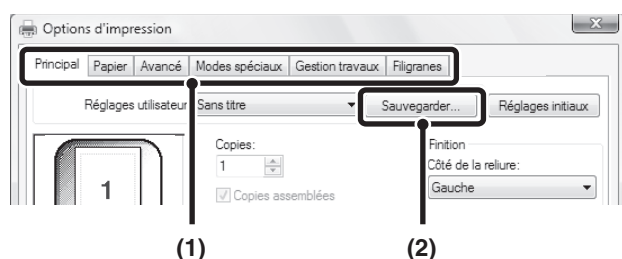 Options d'impression
Principal Papier Avancé Modes spéciaux Gestion travaux Filigranes
Réglages utilisateur Sans titre Sauvegarder... Réglages initiaux
Copies: Finition
1 Côté de la reliure:
1 Copies assemblées Gauche
(1) (2)